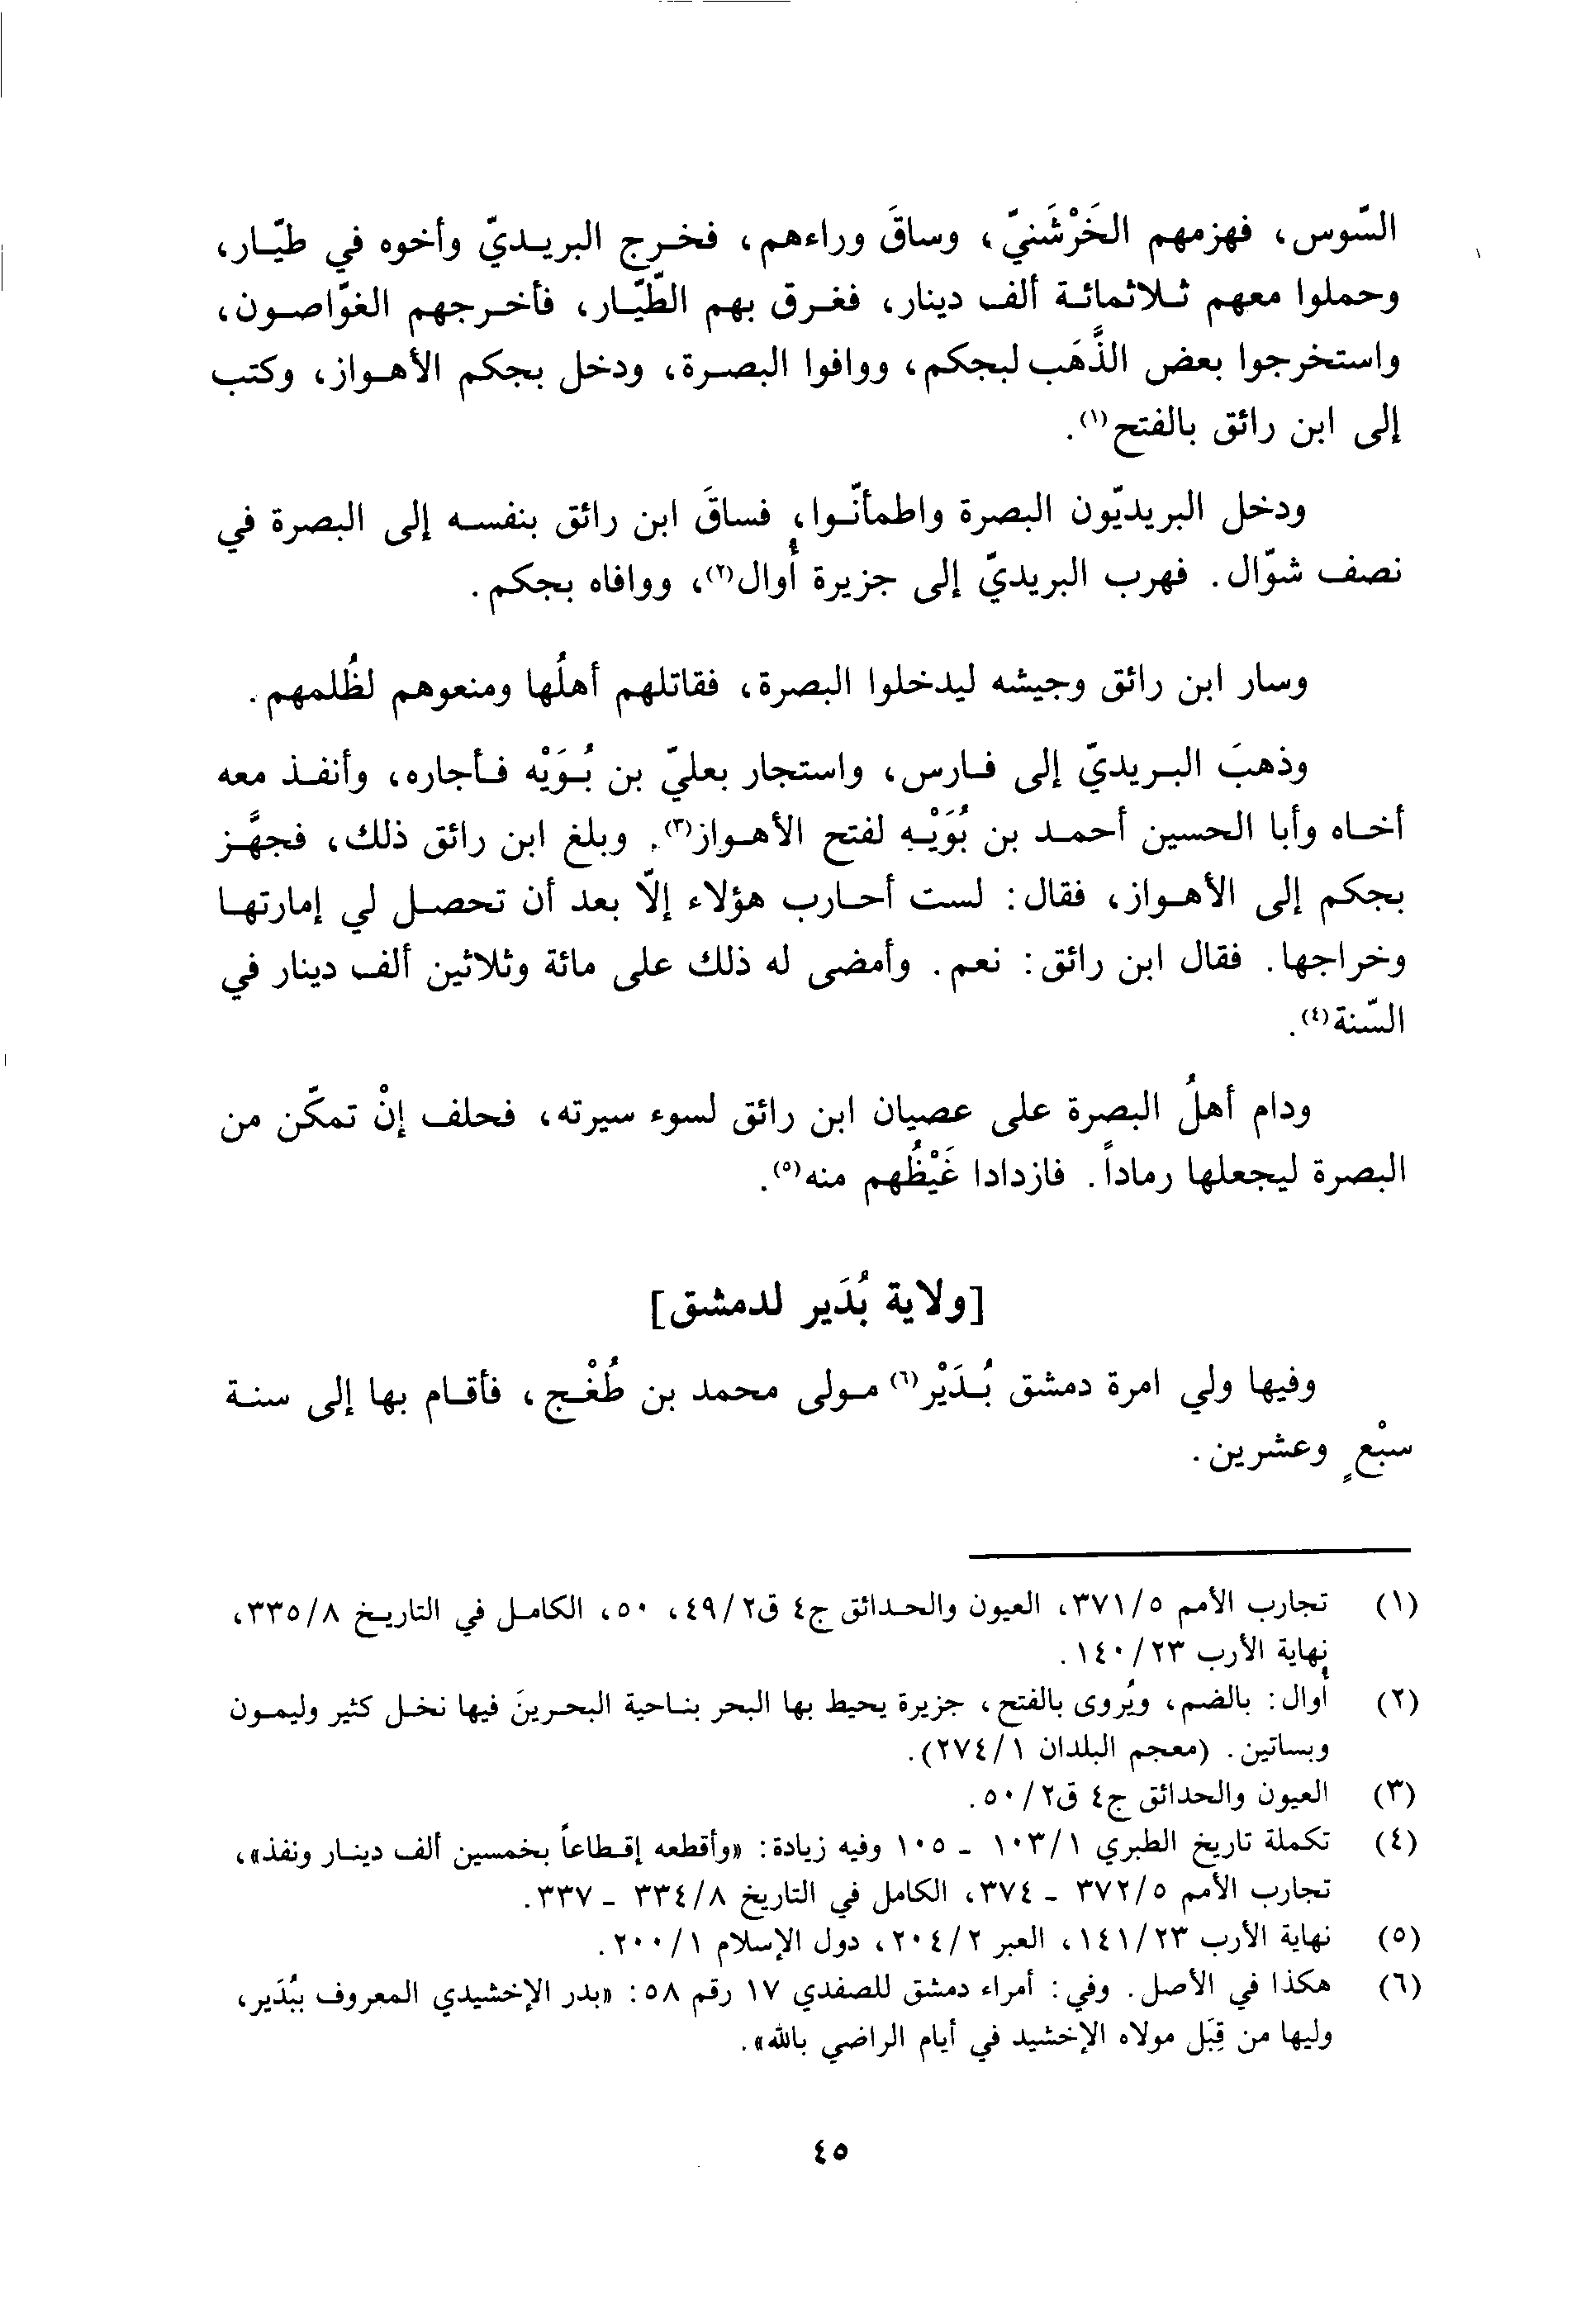 السّوس، فهزمهم الخَرْشَنيّ، وساقَ وراءهم، فخرج البريديّ وأخوه في طيّار،
وحملوا معهم ثلاثمائة ألف دينار، فغرق بهم الطّيّار، فأخرجهم الغوّاصون،
واستخرجوا بعض الذَّهَب لبجكم، ووافوا البصرة، ودخل بجكم الأهواز، وكتب
إلى ابن رائق بالفتح(١).
ودخل البريديّون البصرة واطمأنّوا، فساقَ ابن رائق بنفسه إلى البصرة في
نصف شوّال. فهرب البريديّ إلى جزيرة أُوال(٢)، ووافاه بجكم.
وسار ابن رائق وجيشه ليدخلوا البصرة، فقاتلهم أهلُها ومنعوهم لظُلمهم.
وذهبَ البريديّ إلى فارس، واستجار بعليّ بن بُوَيْه فأجاره، وأنفذ معه
أخاه وأبا الحسين أحمد بن بُوَيْه لفتح الأهواز(٣). وبلغ ابن رائق ذلك، فجهَّز
بجكم إلى الأهواز، فقال: لست أحارب هؤلاء إلّا بعد أن تحصل لي إمارتها
وخراجها. فقال ابن رائق: نعم. وأمضى له ذلك على مائة وثلاثين ألف دينار في
السّنة(٤).
ودام أهلُ البصرة على عصيان ابن رائق لسوء سيرته، فحلف إنْ تمكّن من
البصرة ليجعلها رماداً. فازدادا غَيْظُهم منه(٥).
[ولاية بُدَير لدمشق]
وفيها ولي امرة دمشق بُدَيْر(٦) مولى محمد بن طُغْج، فأقام بها إلى سنة
سبْعٍ وعشرين.
(١) تجارب الأمم ٣٧١/٥، العيون والحدائق ج٤ ق٤٩/٢، ٥٠، الكامل في التاريخ ٣٣٥/٨،
نهاية الأرب ١٤٠/٢٣.
(٢) أُوال: بالضم، ويُروى بالفتح، جزيرة يحيط بها البحر بناحية البحرينَ فيها نخل كثير وليمون
وبساتين. (معجم البلدان ٢٧٤/١).
(٣) العيون والحدائق ج٤ ق٥٠/٢.
(٤) تكملة تاريخ الطبري ١٠٣/١ - ١٠٥ وفيه زيادة: «وأقطعه إقطاعاً بخمسين ألف دينار ونفذ»،
تجارب الأمم ٣٧٢/٥ - ٣٧٤، الكامل في التاريخ ٣٣٤/٨ - ٣٣٧.
(٥) نهاية الأرب ١٤١/٢٣، العبر ٢٠٤/٢، دول الإسلام ٢٠٠/١.
(٦) هكذا في الأصل. وفي: أمراء دمشق للصفدي ١٧ رقم ٥٨: «بدر الإخشيدي المعروف ببُدَير،
وليها من قِبَل مولاه الإخشيد في أيام الراضي بالله».
٤٥